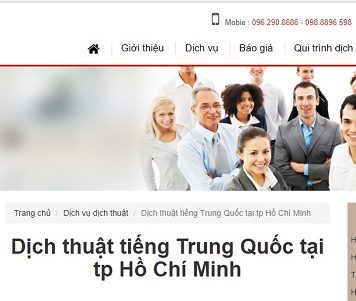 Mobie : 096.290.8686 - 098.8896.598
Giới thiệu Dịch vụ Báo giá Qui trình dịch
Trang chủ / Dịch vụ dịch thuật / Dịch thuật tiếng Trung Quốc tại tp Hồ Chí Minh
Dịch thuật tiếng Trung Quốc tại
tp Hồ Chí Minh
H
H
T
H